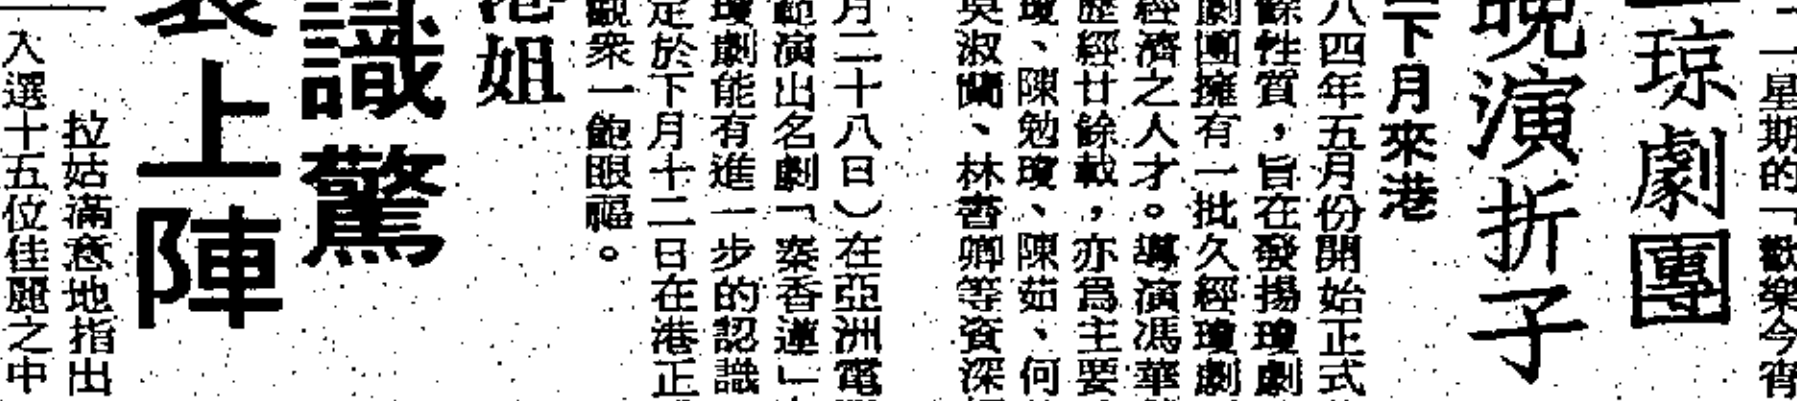 一星期的「歡樂今宵
琼劇團
晚演折子
下月來港
八四年五月份開始正式
餘性質，旨在發揚瓊劇
劇團擁有一批久經瓊劇
經濟之人才。導演馮華
歷經廿餘載，亦為主要
瓊、陳勉瓊、陳茹、何
吳淑蘭、林書卿等資深
月二十八日）在亞洲電
範演出名劇「秦香蓮」
瓊劇能有進一步的認識
定於下月十二日在港正
觀衆一飽眼福。
港姐
識驚
裝上陣
拉姑滿意地指出
入選十五位佳麗之中